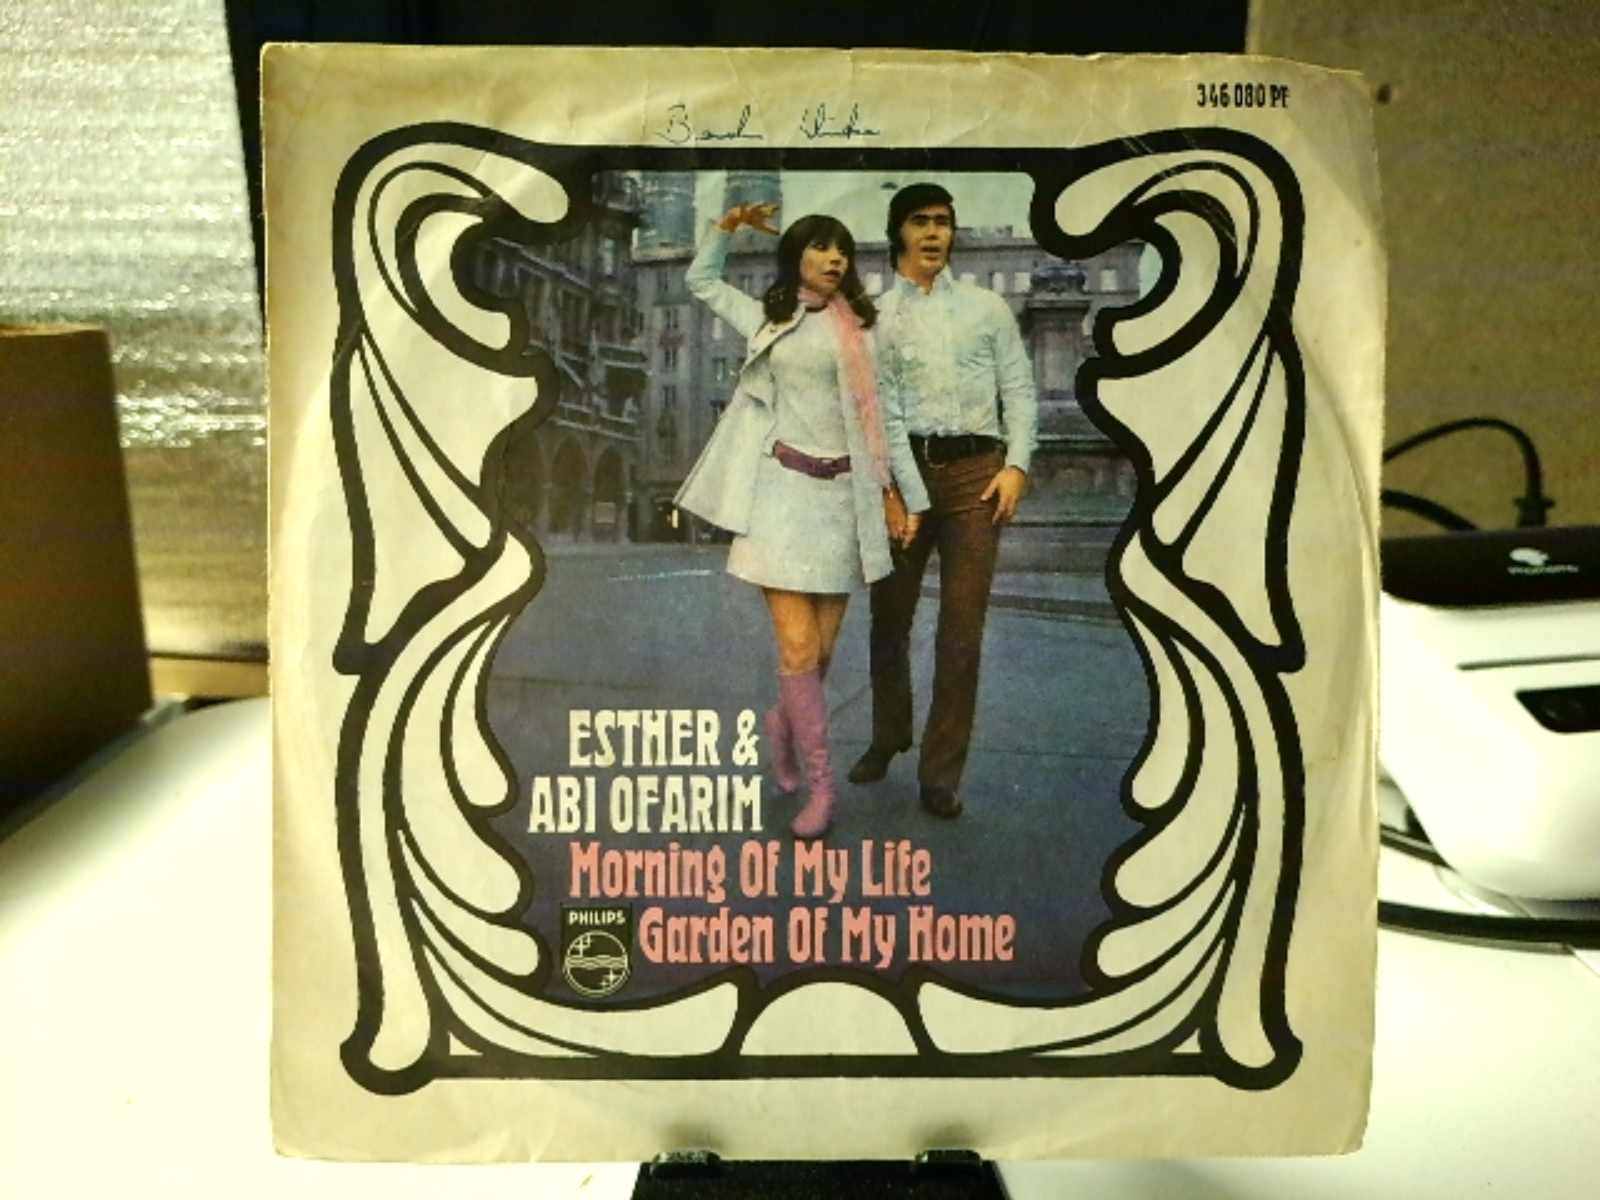 346 080 PF
ESTHER &
ABI OFARIM
Morning Of My Life
PHILIPS
Garden Of My Home